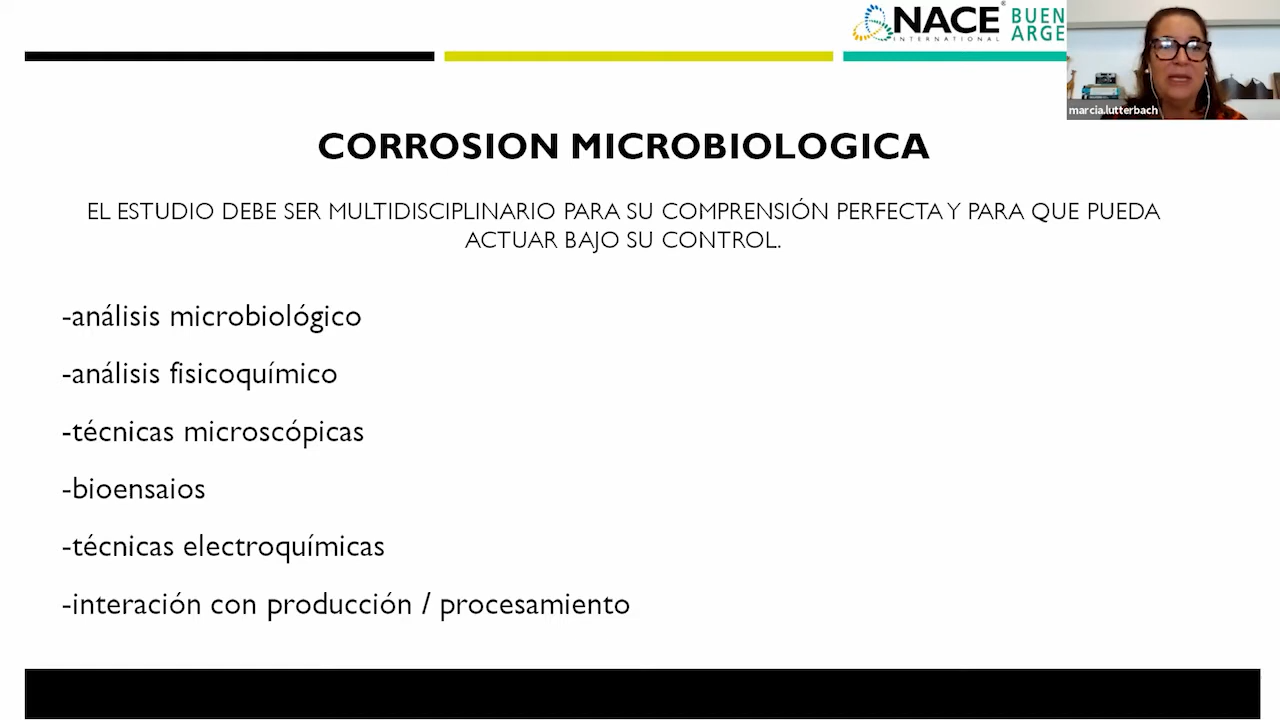 NACE BUEN
INTERNATIONAL ARGE
marcia.lutterbach
CORROSION MICROBIOLOGICA
EL ESTUDIO DEBE SER MULTIDISCIPLINARIO PARA SU COMPRENSIÓN PERFECTA Y PARA QUE PUEDA
ACTUAR BAJO SU CONTROL.
-análisis microbiológico
-análisis fisicoquímico
-técnicas microscópicas
-bioensaios
-técnicas electroquímicas
-interación con producción / procesamiento